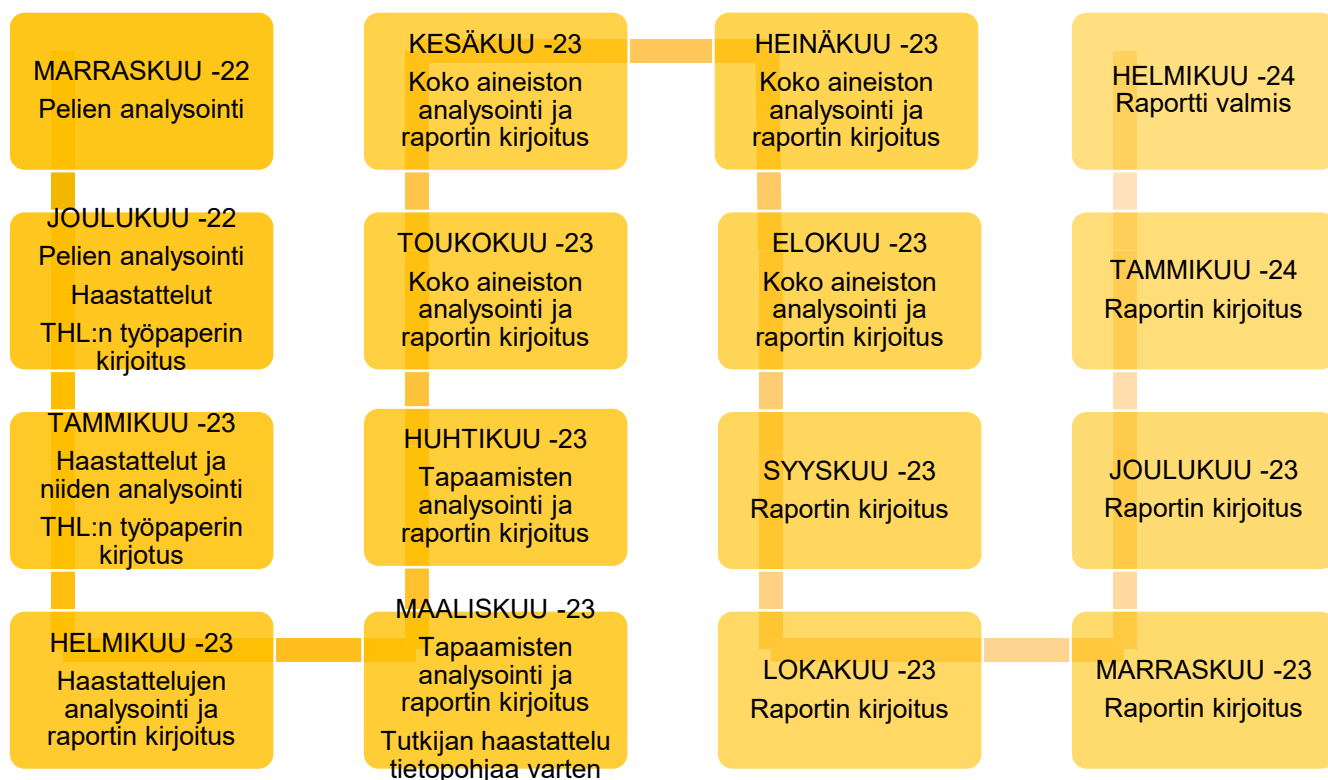 MARRASKUU -22
Pelien analysointi
JOULUKUU -22
Pelien analysointi
Haastattelut
THL:n työpaperin
kirjoitus
TAMMIKUU -23
Haastattelut ja
niiden analysointi
THL:n työpaperin
kirjotus
HELMIKUU -23
Haastattelujen
analysointi ja
raportin kirjoitus
MAALISKUU -23
Tapaamisten
analysointi ja
raportin kirjoitus
Tutkijan haastattelu
tietopohjaa varten
HUHTIKUU -23
Tapaamisten
analysointi ja
raportin kirjoitus
TOUKOKUU -23
Koko aineiston
analysointi ja
raportin kirjoitus
KESÄKUU -23
Koko aineiston
analysointi ja
raportin kirjoitus
HEINÄKUU -23
Koko aineiston
analysointi ja
raportin kirjoitus
ELOKUU -23
Koko aineiston
analysointi ja
raportin kirjoitus
SYYSKUU -23
Raportin kirjoitus
LOKAKUU -23
Raportin kirjoitus
MARRASKUU -23
Raportin kirjoitus
JOULUKUU -23
Raportin kirjoitus
TAMMIKUU -24
Raportin kirjoitus
HELMIKUU -24
Raportti valmis